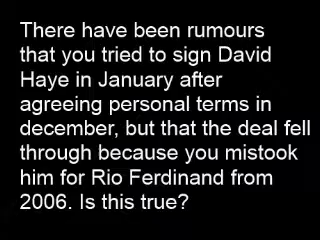 There have been rumours
that you tried to sign David
Haye in January after
agreeing personal terms in
december, but that the deal fell
through because you mistook
him for Rio Ferdinand from
2006. Is this true?